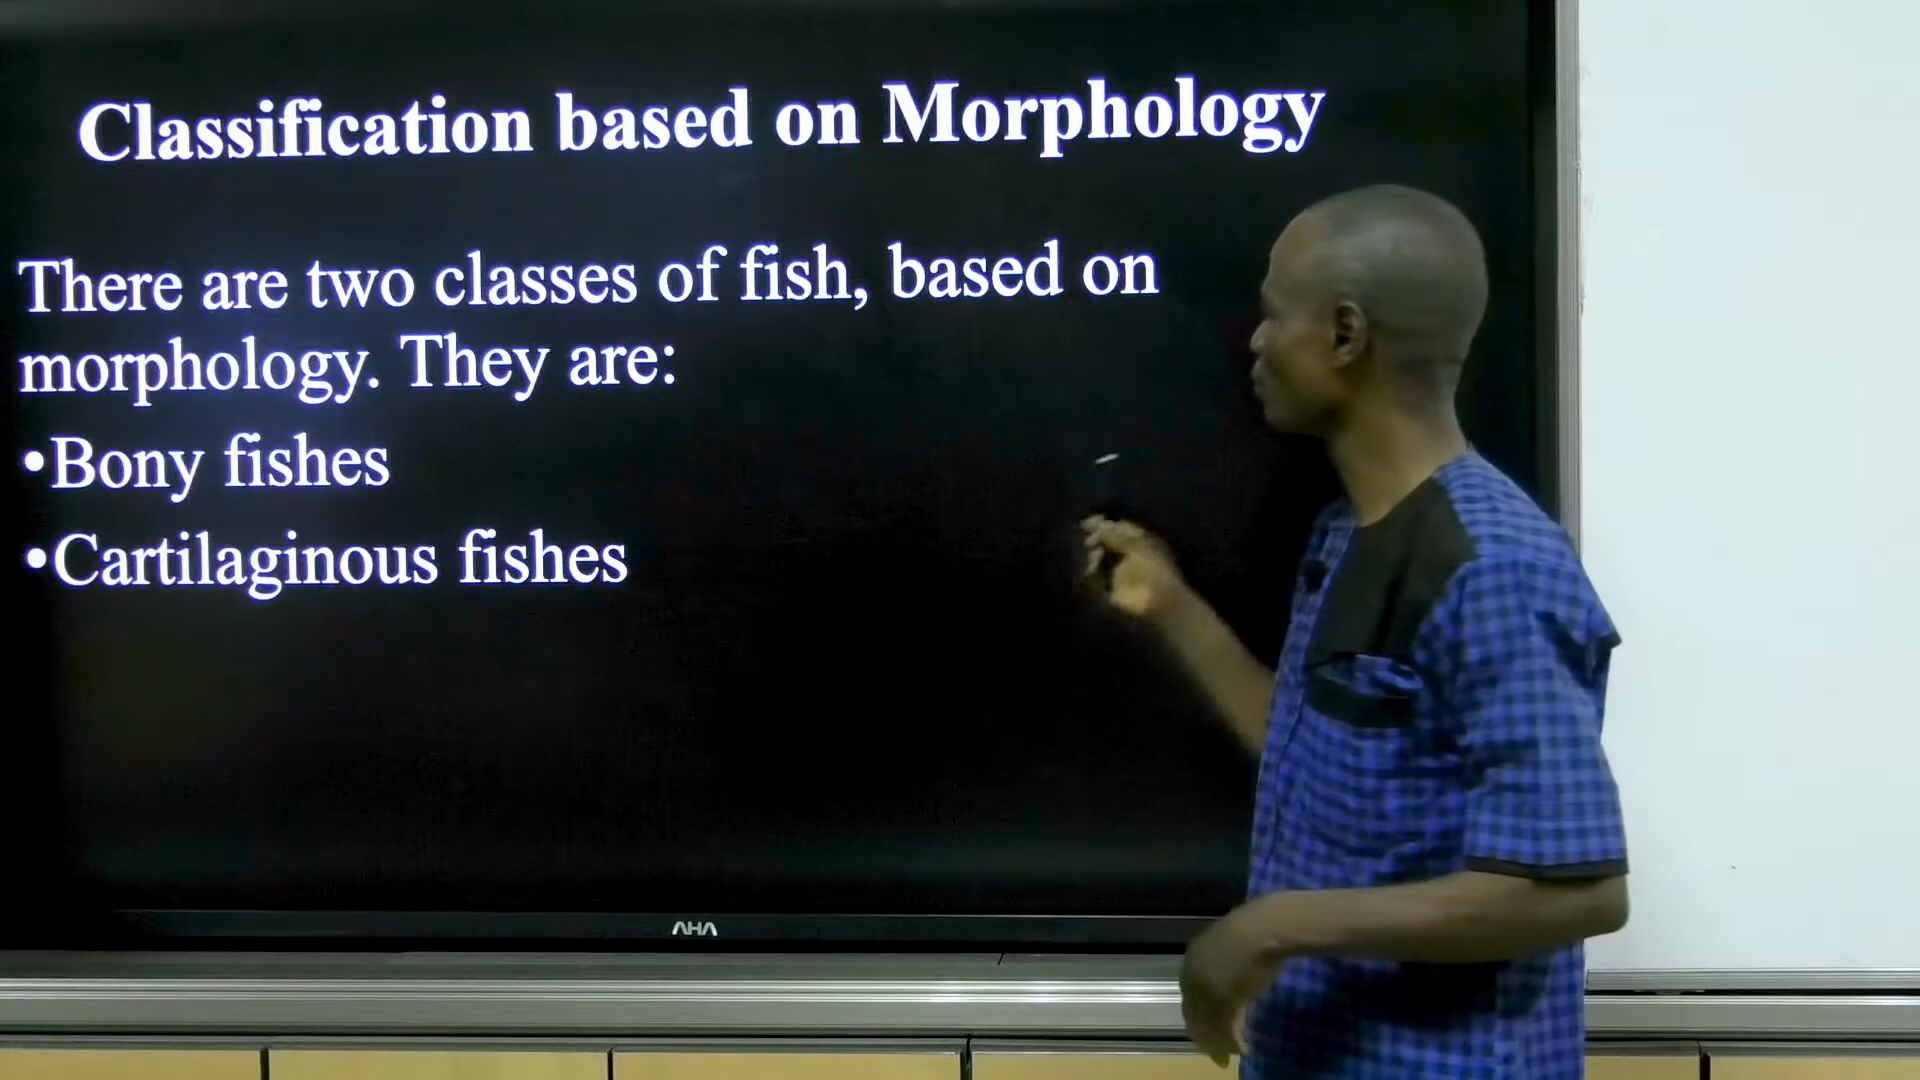 Classification based on Morphology
There are two classes of fish, based on
morphology. They are:
•Bony fishes
•Cartilaginous fishes
AHA